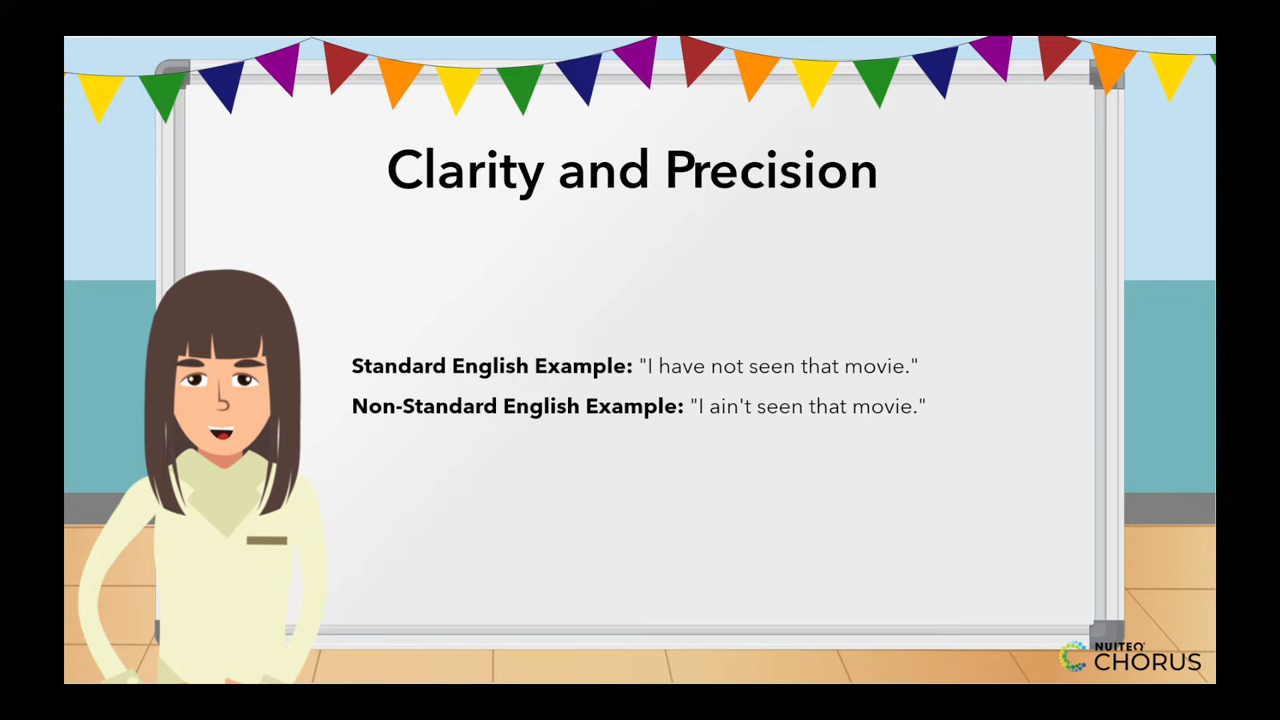 Clarity and Precision
Standard English Example: "I have not seen that movie."
Non-Standard English Example: "I ain't seen that movie."
NUITEQ
CHORUS